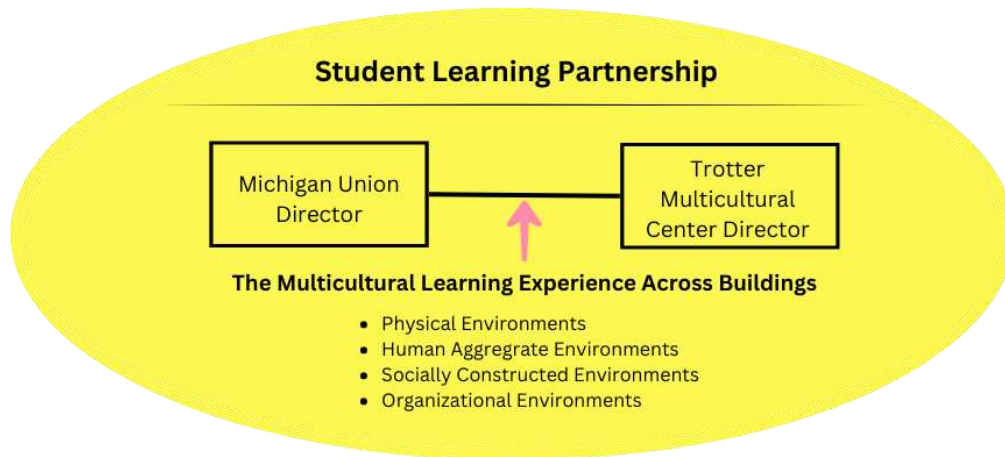 Student Learning Partnership
Michigan Union
Director
Trotter
Multicultural
Center Director
The Multicultural Learning Experience Across Buildings
• Physical Environments
• Human Aggregrate Environments
• Socially Constructed Environments
• Organizational Environments